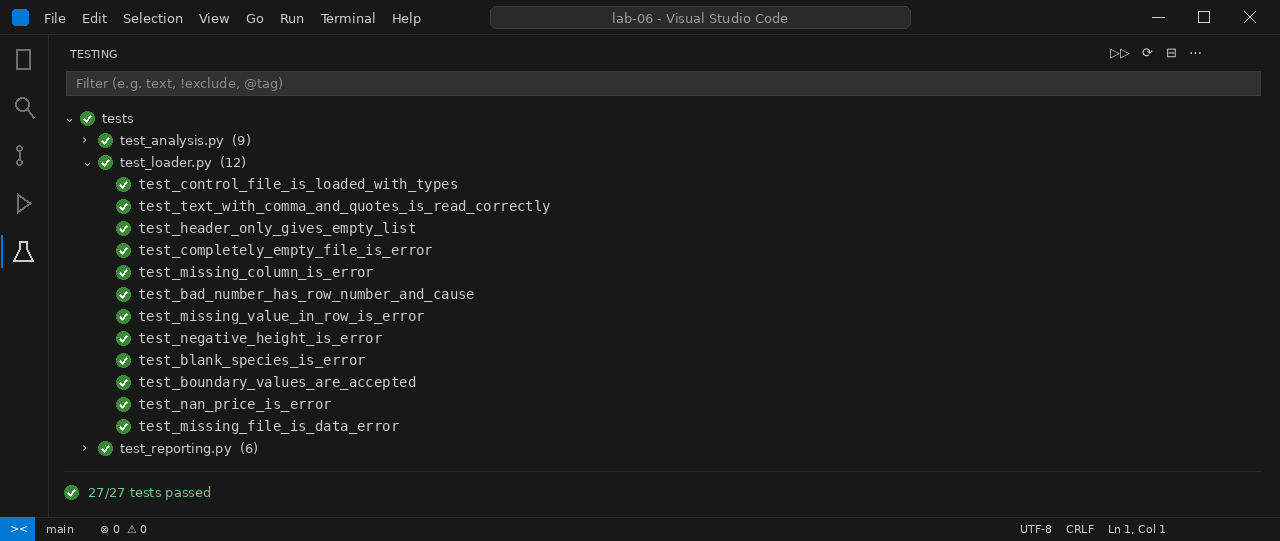 File Edit Selection View Go Run Terminal Help lab-06 - Visual Studio Code
TESTING
Filter (e.g. text, !exclude, @tag)
tests
test_analysis.py (9)
test_loader.py (12)
test_control_file_is_loaded_with_types
test_text_with_comma_and_quotes_is_read_correctly
test_header_only_gives_empty_list
test_completely_empty_file_is_error
test_missing_column_is_error
test_bad_number_has_row_number_and_cause
test_missing_value_in_row_is_error
test_negative_height_is_error
test_blank_species_is_error
test_boundary_values_are_accepted
test_nan_price_is_error
test_missing_file_is_data_error
test_reporting.py (6)
27/27 tests passed
>< main ⊗ 0 ⚠ 0 UTF-8 CRLF Ln 1, Col 1